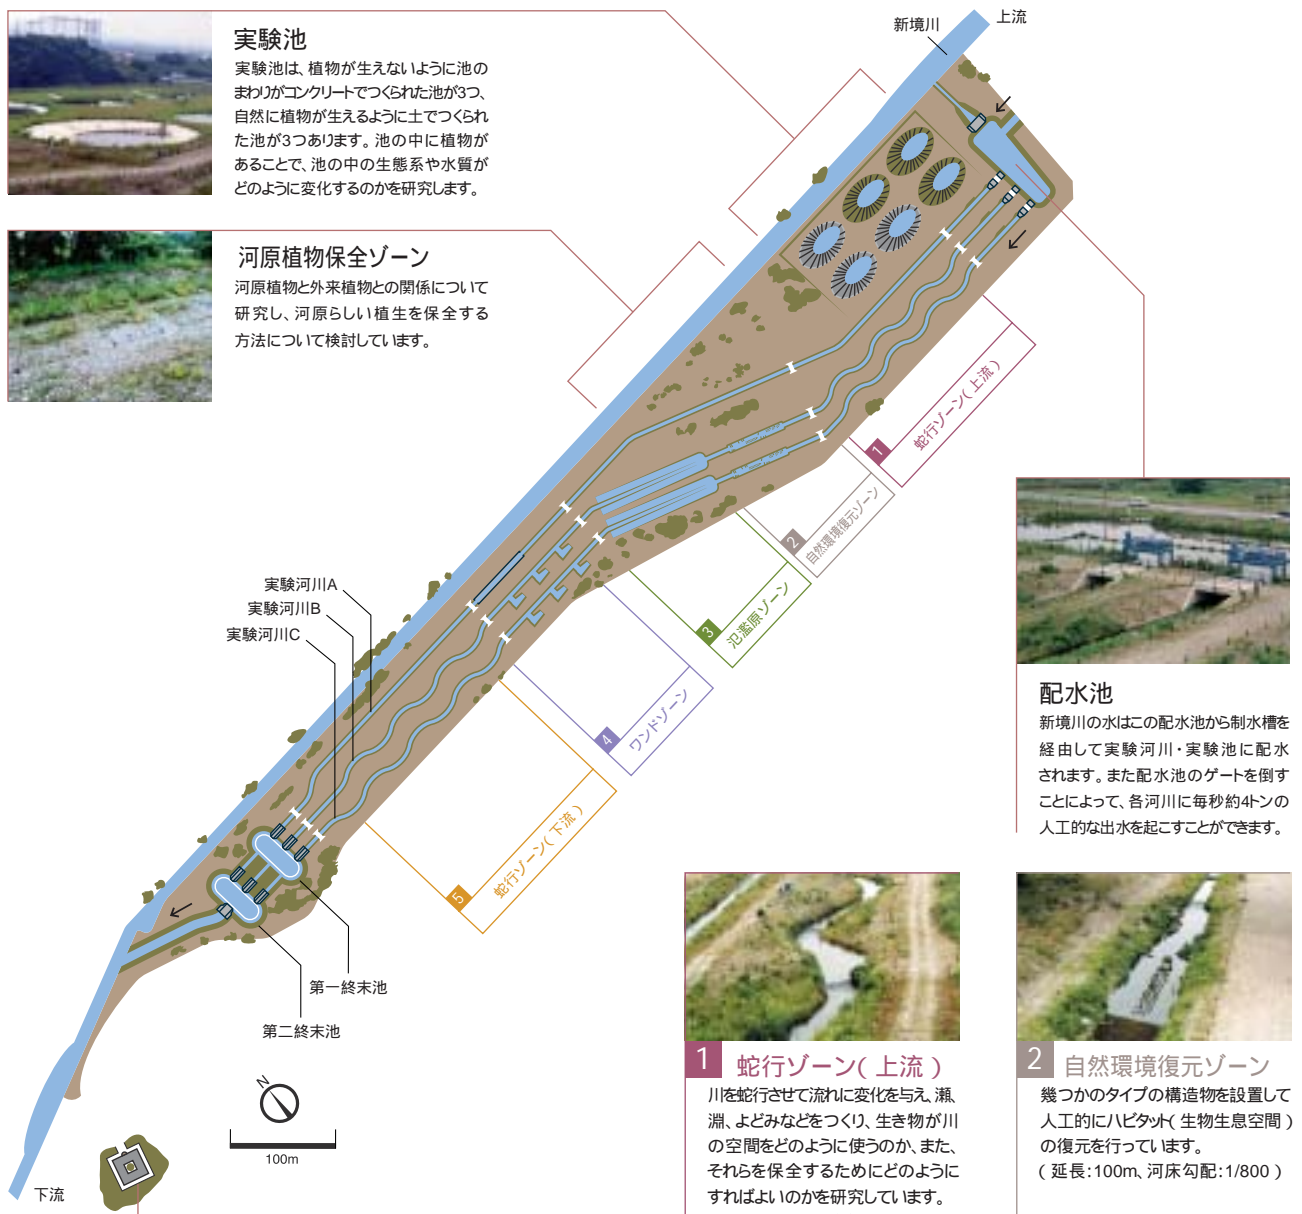 実験池
実験池は、植物が生えないように池の
まわりがコンクリートでつくられた池が3つ、
自然に植物が生えるように土でつくられ
た池が3つあります。池の中に植物が
あることで、池の中の生態系や水質が
どのように変化するのかを研究します。
河原植物保全ゾーン
河原植物と外来植物との関係について
研究し、河原らしい植生を保全する
方法について検討しています。
新境川
上流
1 蛇行ゾーン(上流)
2 自然環境復元ゾーン
3 氾濫原ゾーン
4 ワンドゾーン
5 蛇行ゾーン(下流)
実験河川A
実験河川B
実験河川C
第一終末池
第二終末池
N
100m
下流
配水池
新境川の水はこの配水池から制水槽を
経由して実験河川・実験池に配水
されます。また配水池のゲートを倒す
ことによって、各河川に毎秒約4トンの
人工的な出水を起こすことができます。
1 蛇行ゾーン(上流)
川を蛇行させて流れに変化を与え、瀬、
淵、よどみなどをつくり、生き物が川
の空間をどのように使うのか、また、
それらを保全するためにどのように
すればよいのかを研究しています。
2 自然環境復元ゾーン
幾つかのタイプの構造物を設置して
人工的にハビタット(生物生息空間)
の復元を行っています。
(延長:100m、河床勾配:1/800)